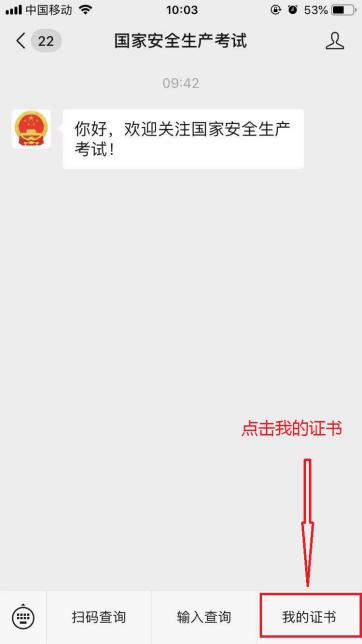 中国移动 10:03 53%
22 国家安全生产考试
09:42
你好，欢迎关注国家安全生产
考试！
点击我的证书
扫码查询 输入查询 我的证书